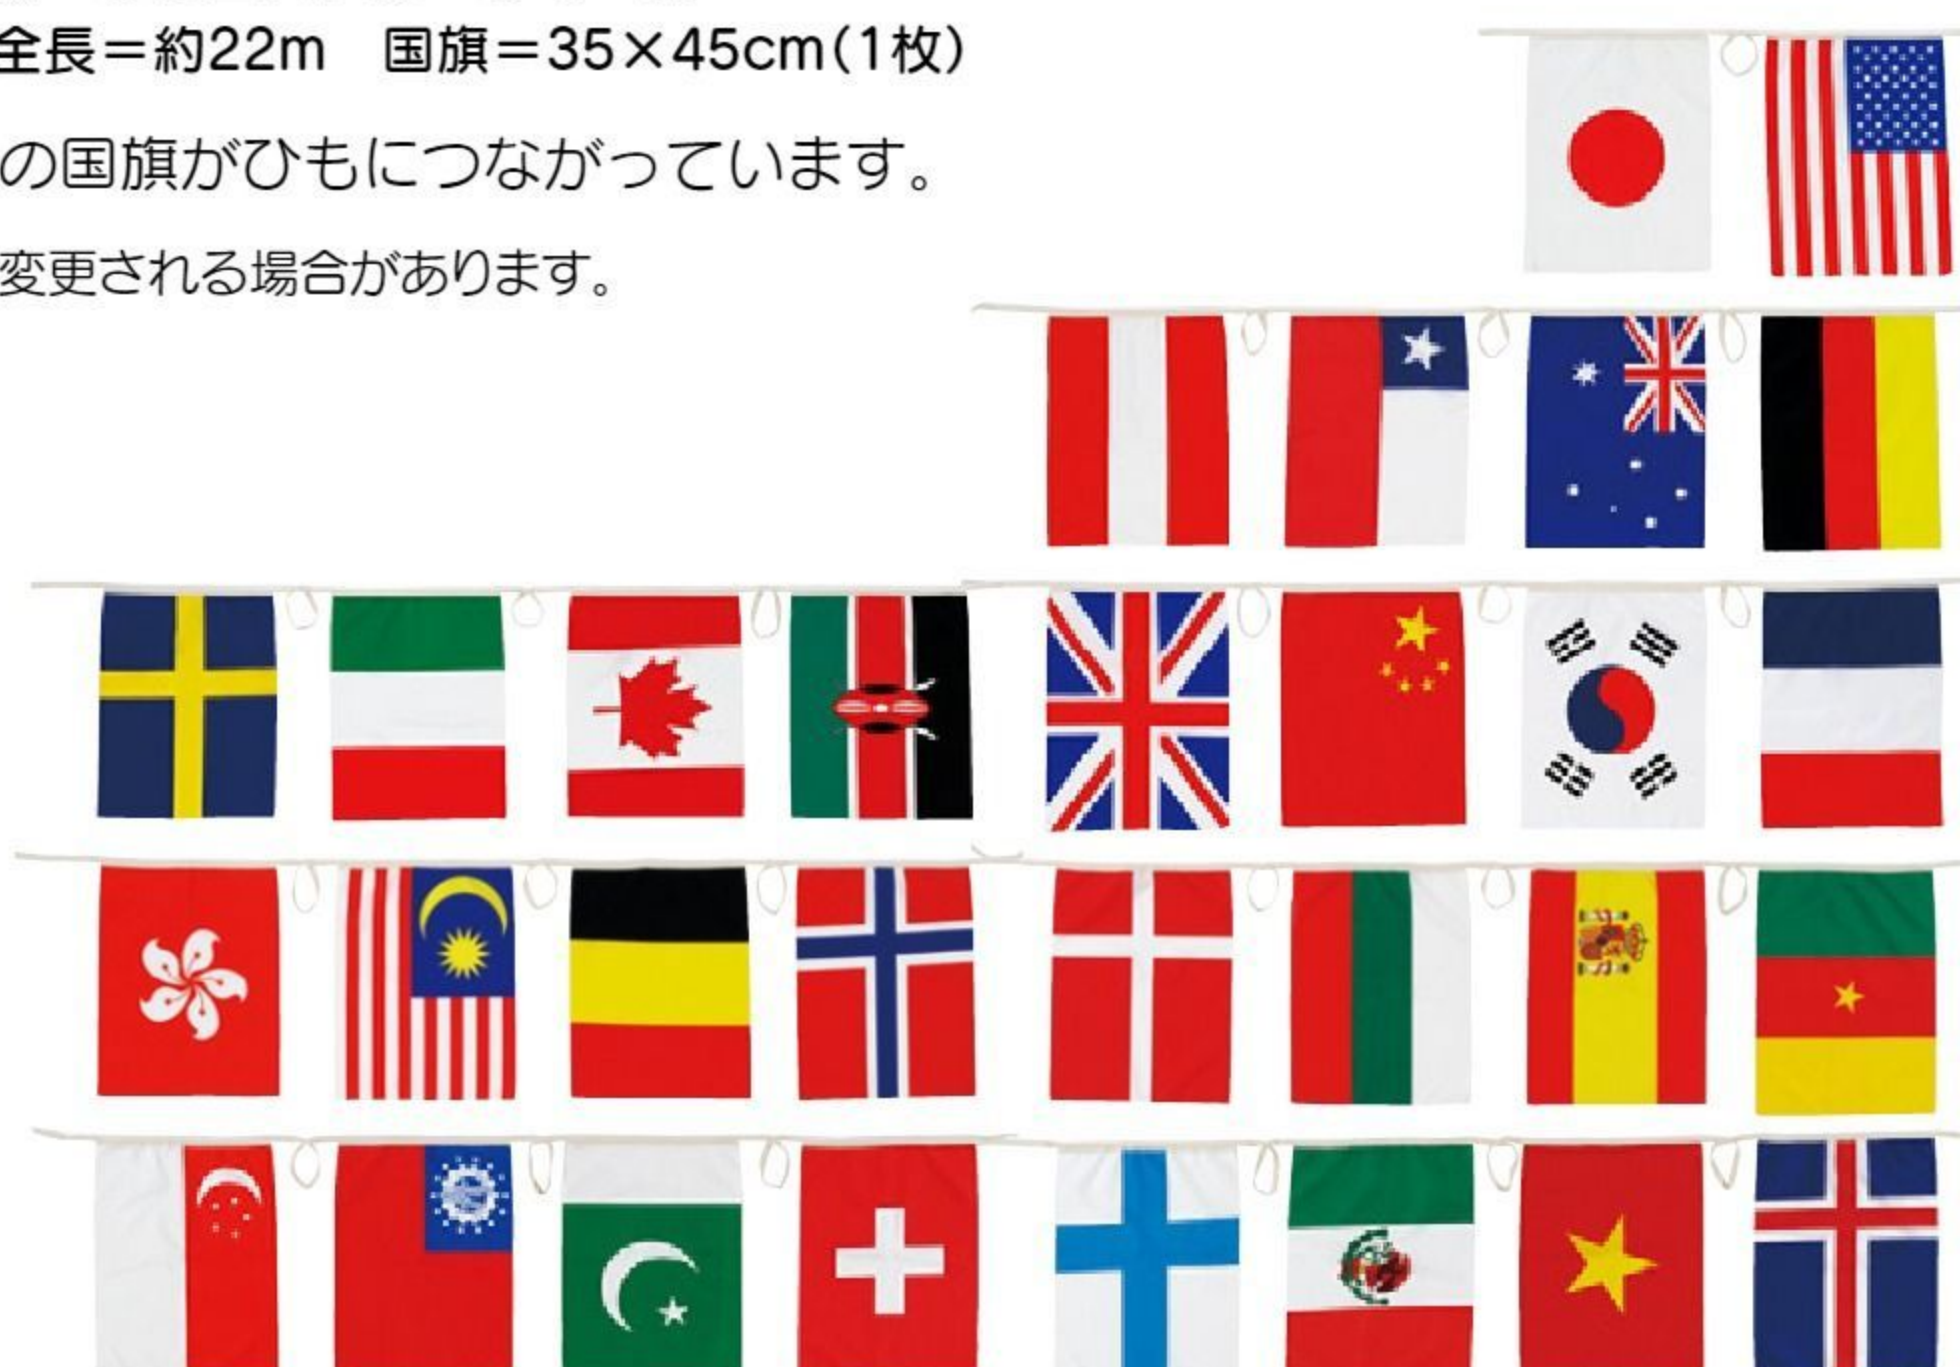 全長＝約22m　国旗＝35×45cm（1枚）
の国旗がひもにつながっています。
変更される場合があります。